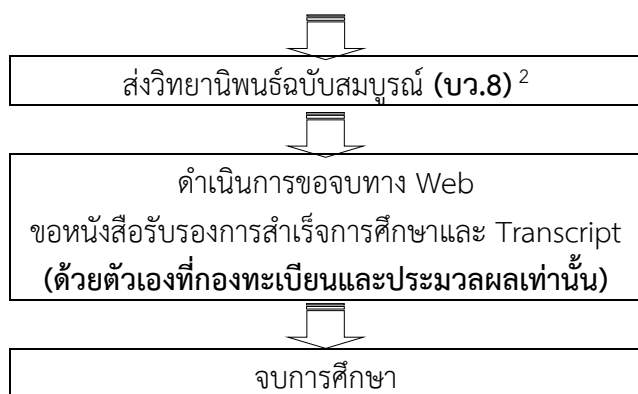 ส่งวิทยานิพนธ์ฉบับสมบูรณ์ (บว.8) 2
ดำเนินการขอจบทาง Web
ขอหนังสือรับรองการสำเร็จการศึกษาและ Transcript
(ด้วยตัวเองที่กองทะเบียนและประมวลผลเท่านั้น)
จบการศึกษา